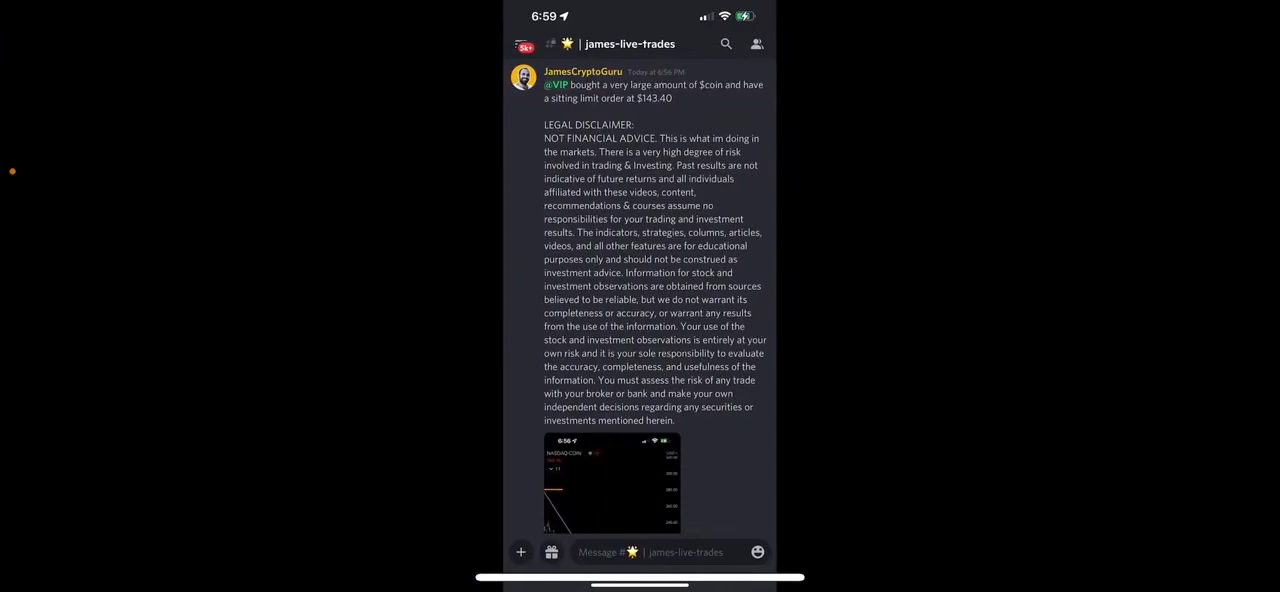 6:59
5k+
| james-live-trades
JamesCryptoGuru Today at 6:56 PM
@VIP bought a very large amount of $coin and have
a sitting limit order at $143.40
LEGAL DISCLAIMER:
NOT FINANCIAL ADVICE. This is what im doing in
the markets. There is a very high degree of risk
involved in trading & Investing. Past results are not
indicative of future returns and all individuals
affiliated with these videos, content,
recommendations & courses assume no
responsibilities for your trading and investment
results. The indicators, strategies, columns, articles,
videos, and all other features are for educational
purposes only and should not be construed as
investment advice. Information for stock and
investment observations are obtained from sources
believed to be reliable, but we do not warrant its
completeness or accuracy, or warrant any results
from the use of the information. Your use of the
stock and investment observations is entirely at your
own risk and it is your sole responsibility to evaluate
the accuracy, completeness, and usefulness of the
information. You must assess the risk of any trade
with your broker or bank and make your own
independent decisions regarding any securities or
investments mentioned herein.
6:56
NASDAQ:COIN
300.00
280.00
260.00
240.00
Message #🌟 | james-live-trades